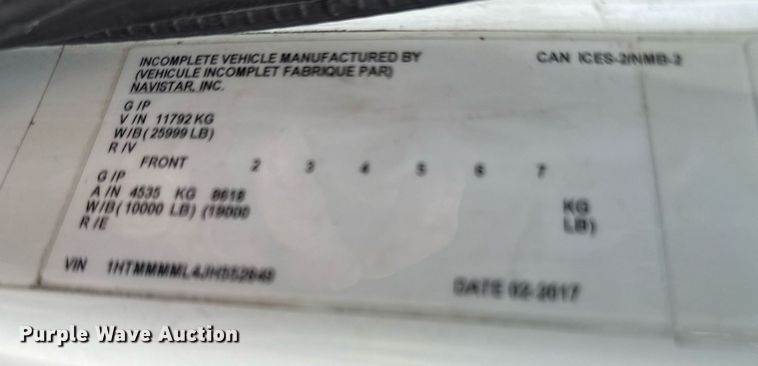 INCOMPLETE VEHICLE MANUFACTURED BY
(VEHICULE INCOMPLET FABRIQUE PAR)
NAVISTAR, INC.
CAN ICES-2/NMB-2
G /P
V /N 11792 KG
W/B( 25999 LB)
R /V
FRONT 2 3 4 5 6 7
G /P
A /N 4535 KG 8618 KG
W/B( 10000 LB) (19000 LB)
R /E
VIN
DATE 02-2017
Purple Wave Auction